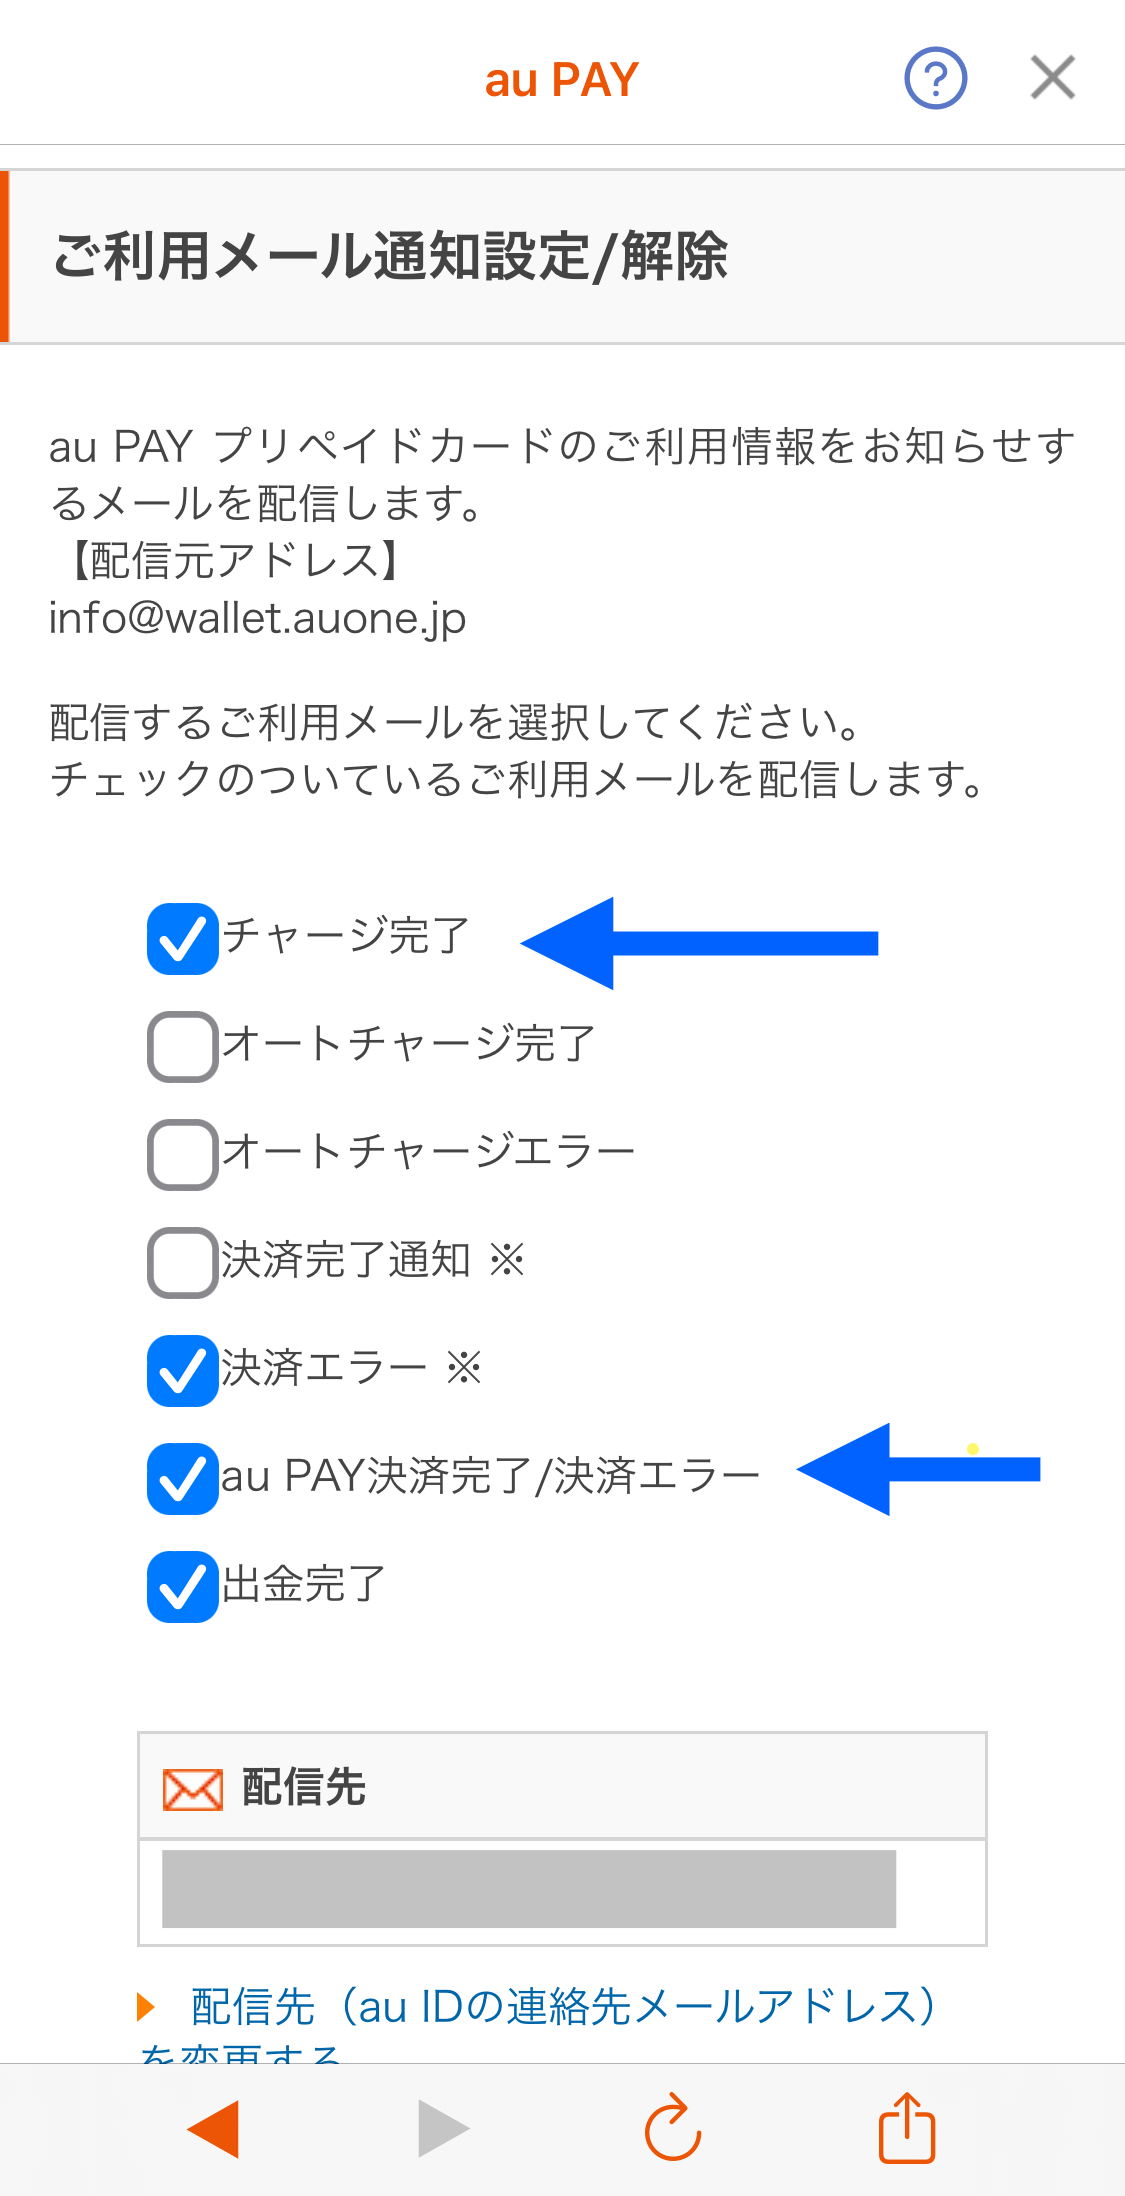 au PAY
ご利用メール通知設定/解除
au PAY プリペイドカードのご利用情報をお知らせす
るメールを配信します。
【配信元アドレス】
info@wallet.auone.jp
配信するご利用メールを選択してください。
チェックのついているご利用メールを配信します。
チャージ完了
オートチャージ完了
オートチャージエラー
決済完了通知 ※
決済エラー ※
au PAY決済完了/決済エラー
出金完了
配信先
配信先（au IDの連絡先メールアドレス）
を変更する